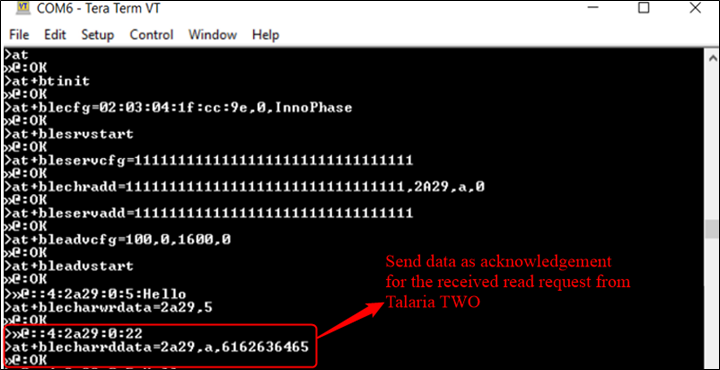 COM6 - Tera Term VT
File Edit Setup Control Window Help
>at
»@:OK
>at+btinit
»@:OK
>at+blecfg=02:03:04:1f:cc:9e,0,InnoPhase
»@:OK
>at+blesrvstart
»@:OK
>at+bleservcfg=11111111111111111111111111111111
»@:OK
>at+blechradd=11111111111111111111111111111111,2A29,a,0
»@:OK
>at+bleservadd=11111111111111111111111111111111
»@:OK
>at+bleadvcfg=100,0,1600,0
»@:OK
>at+bleadvstart
»@:OK
>»@::4:2a29:0:5:Hello
>at+blecharwrdata=2a29,5
»@:OK
>»@::4:2a29:0:22
>at+blecharrddata=2a29,a,6162636465
»@:OK
Send data as acknowledgement
for the received read request from
Talaria TWO